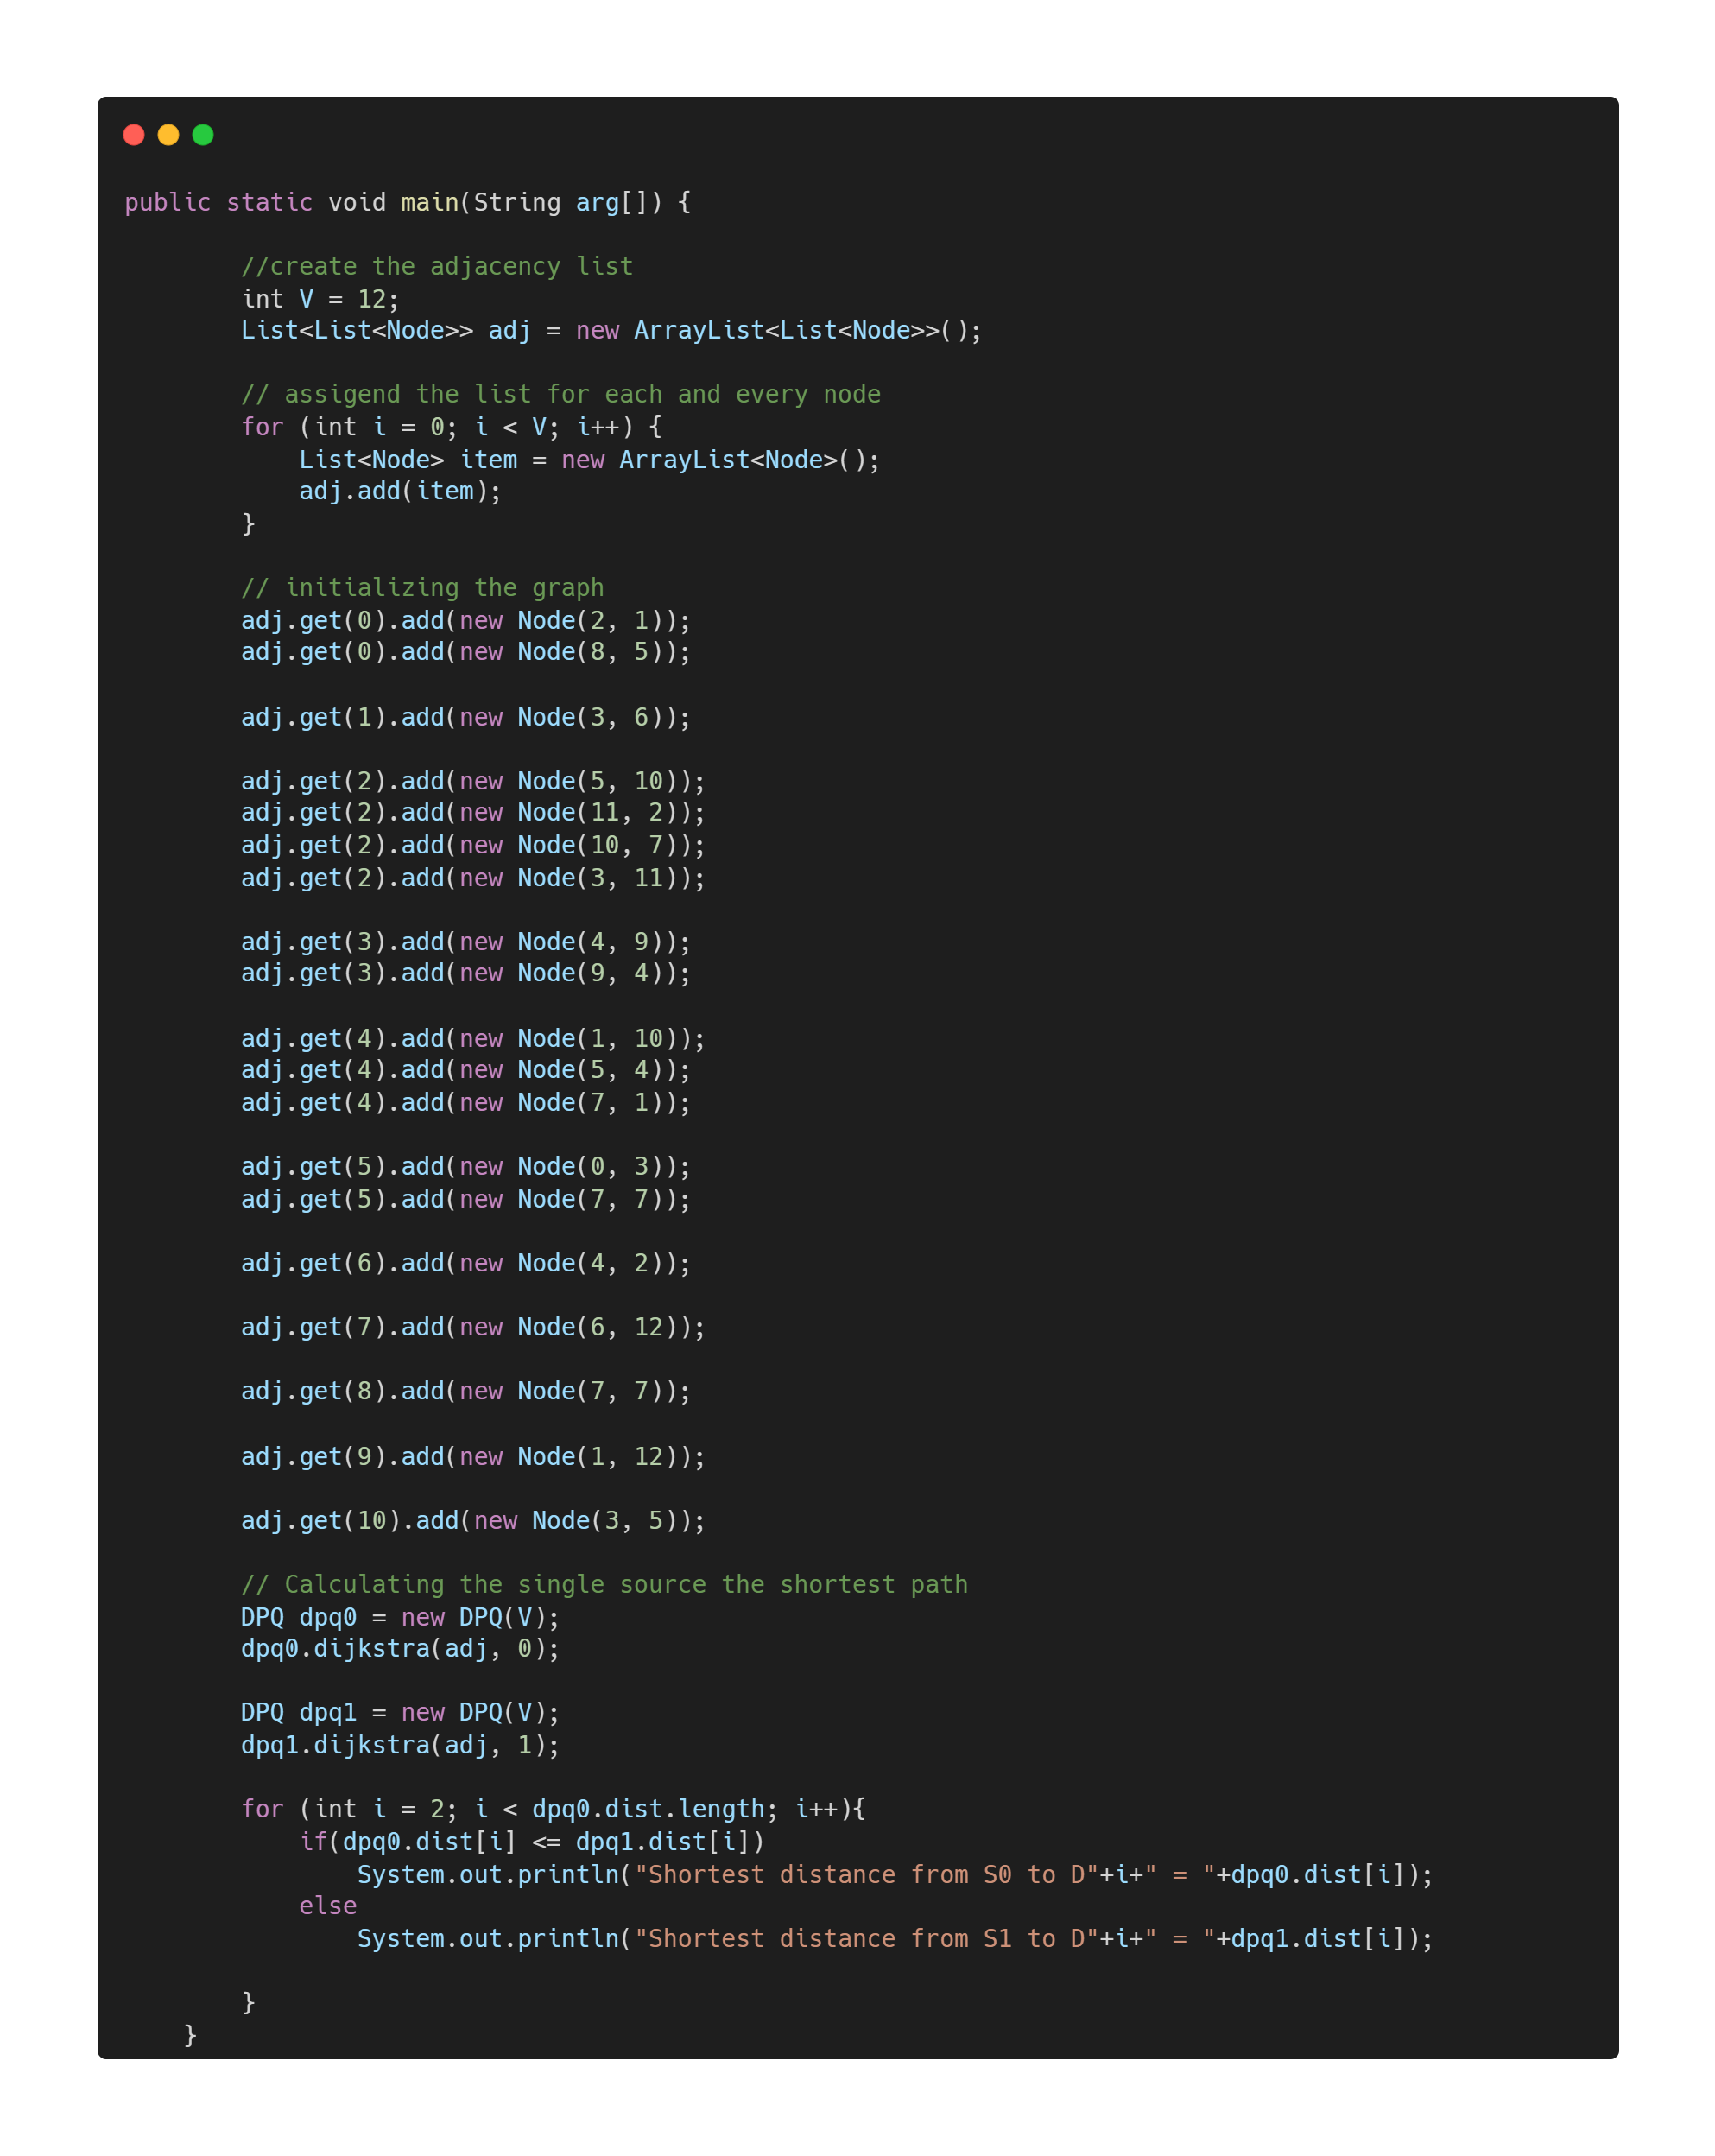 public static void main(String arg[]) {
//create the adjacency list
int V = 12;
List<List<Node>> adj = new ArrayList<List<Node>>();
// assigend the list for each and every node
for (int i = 0; i < V; i++) {
List<Node> item = new ArrayList<Node>();
adj.add(item);
}
// initializing the graph
adj.get(0).add(new Node(2, 1));
adj.get(0).add(new Node(8, 5));
adj.get(1).add(new Node(3, 6));
adj.get(2).add(new Node(5, 10));
adj.get(2).add(new Node(11, 2));
adj.get(2).add(new Node(10, 7));
adj.get(2).add(new Node(3, 11));
adj.get(3).add(new Node(4, 9));
adj.get(3).add(new Node(9, 4));
adj.get(4).add(new Node(1, 10));
adj.get(4).add(new Node(5, 4));
adj.get(4).add(new Node(7, 1));
adj.get(5).add(new Node(0, 3));
adj.get(5).add(new Node(7, 7));
adj.get(6).add(new Node(4, 2));
adj.get(7).add(new Node(6, 12));
adj.get(8).add(new Node(7, 7));
adj.get(9).add(new Node(1, 12));
adj.get(10).add(new Node(3, 5));
// Calculating the single source the shortest path
DPQ dpq0 = new DPQ(V);
dpq0.dijkstra(adj, 0);
DPQ dpq1 = new DPQ(V);
dpq1.dijkstra(adj, 1);
for (int i = 2; i < dpq0.dist.length; i++){
if(dpq0.dist[i] <= dpq1.dist[i])
System.out.println("Shortest distance from S0 to D"+i+" = "+dpq0.dist[i]);
else
System.out.println("Shortest distance from S1 to D"+i+" = "+dpq1.dist[i]);
}
}